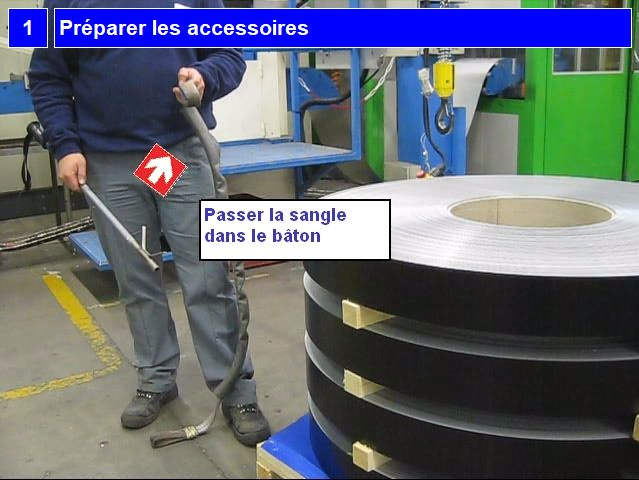 1 Préparer les accessoires
Passer la sangle
dans le bâton